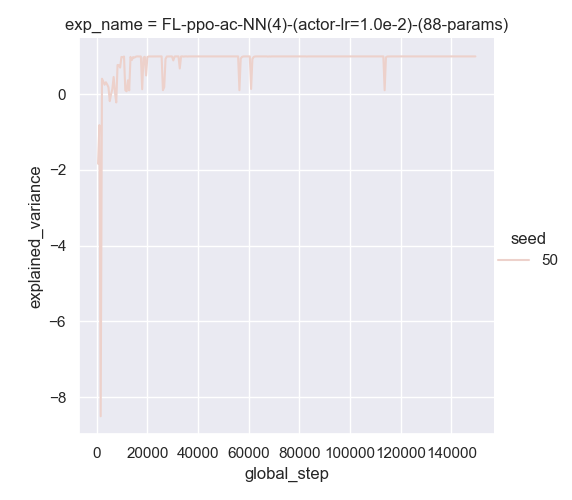 exp_name = FL-ppo-ac-NN(4)-(actor-lr=1.0e-2)-(88-params)
0
−2
−4
−6
−8
explained_variance
0 20000 40000 60000 80000 100000 120000 140000
global_step
seed
50